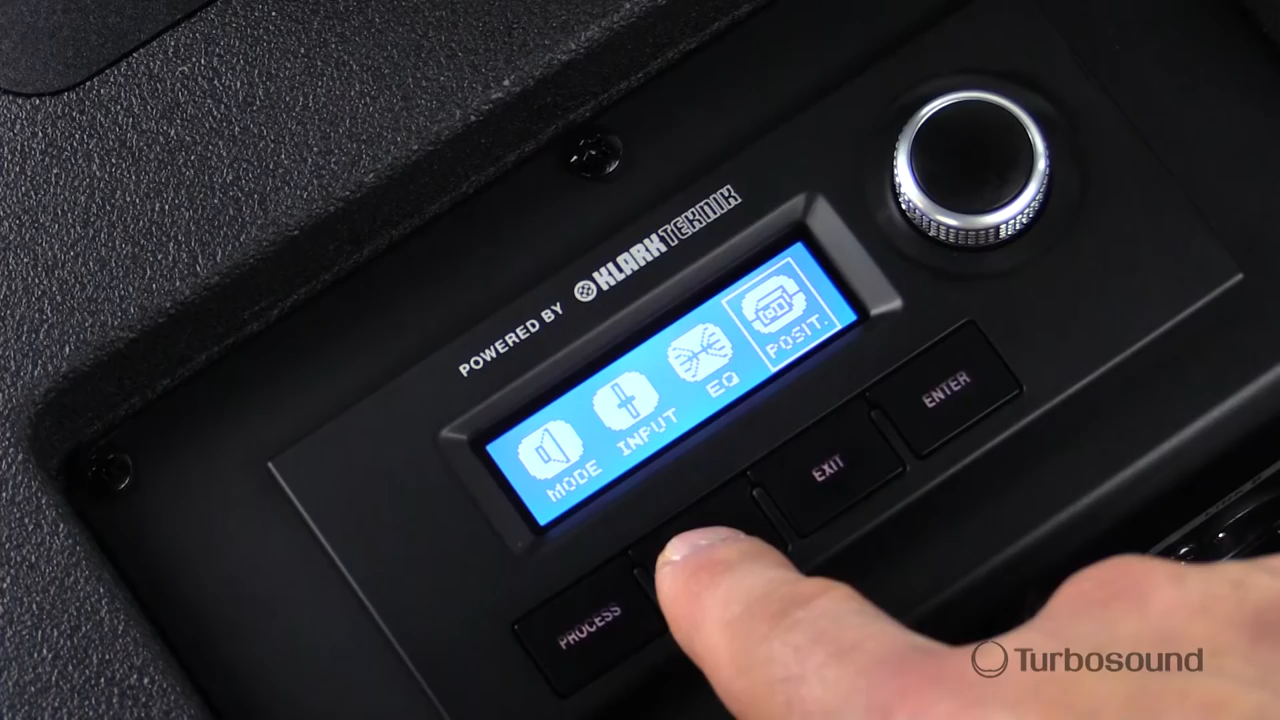 POWERED BY KLARK TEKNIK
MODE INPUT EQ POSIT.
PROCESS EXIT ENTER
Turbosound